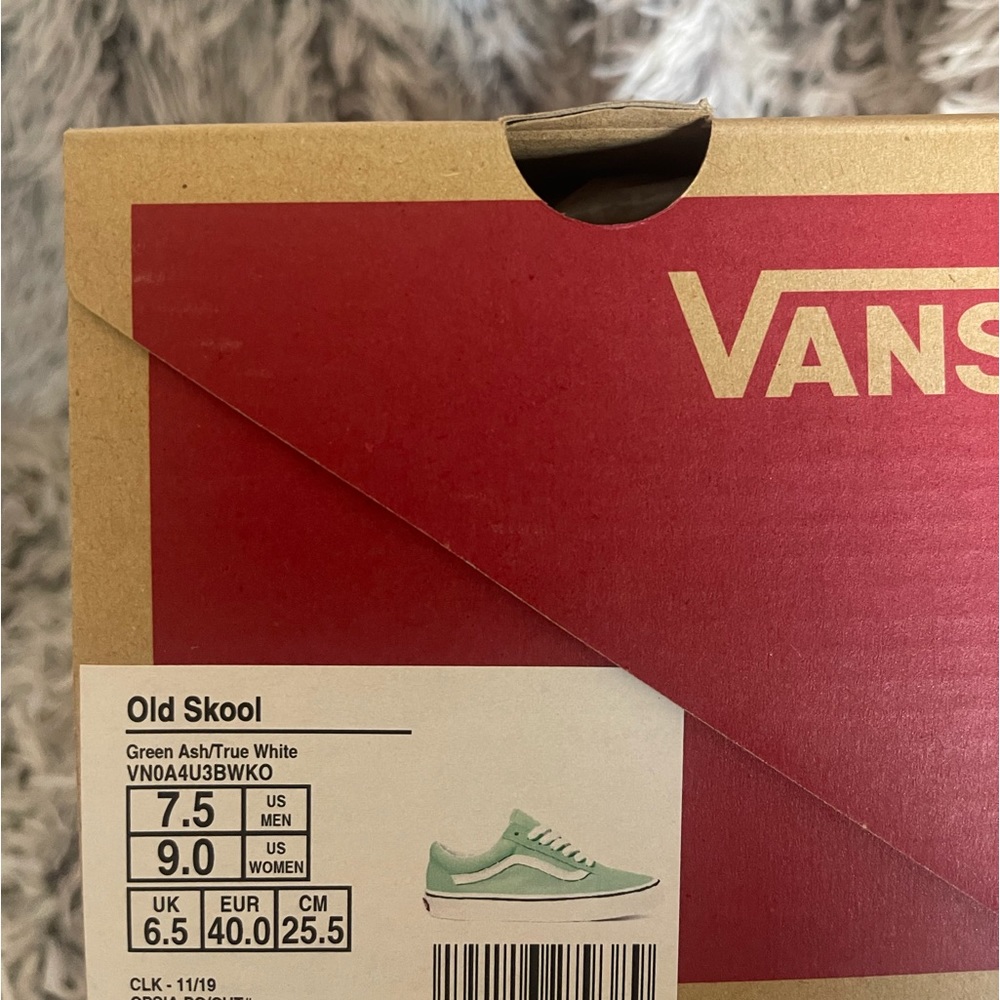 VANS
Old Skool
Green Ash/True White
VN0A4U3BWKO
7.5 US MEN
9.0 US WOMEN
UK EUR CM
6.5 40.0 25.5
CLK - 11/19